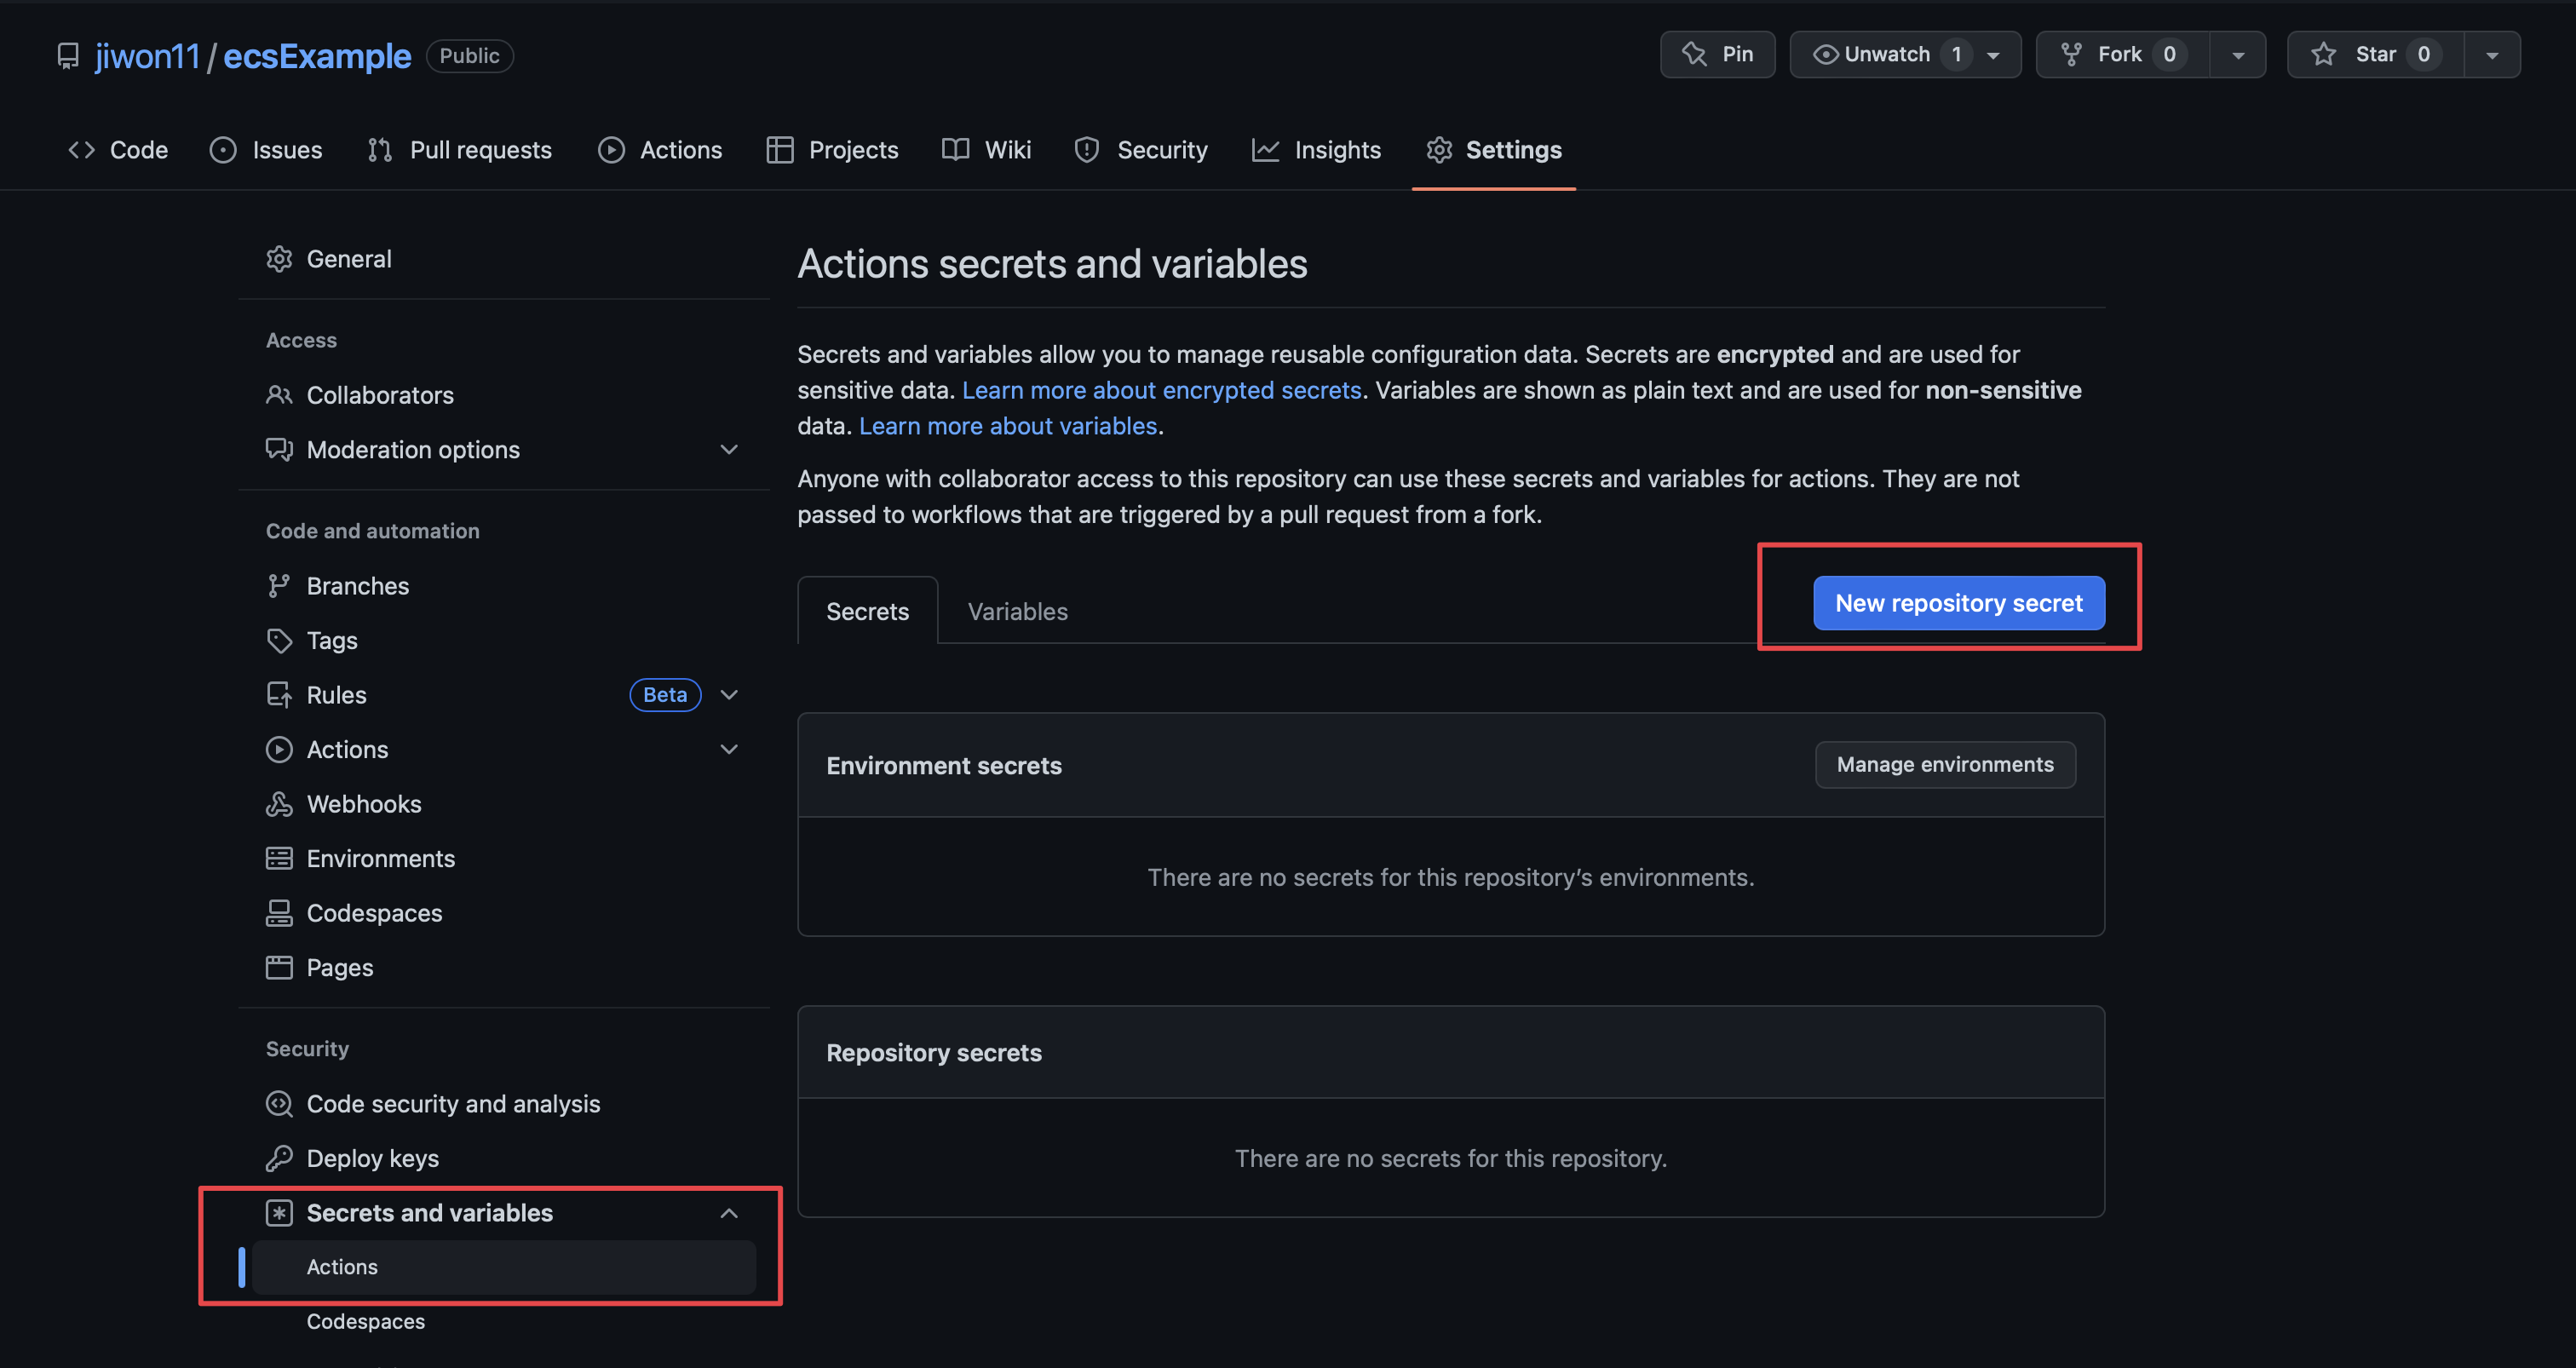 jiwon11 / ecsExample Public
Pin
Unwatch 1
Fork 0
Star 0
Code
Issues
Pull requests
Actions
Projects
Wiki
Security
Insights
Settings
General
Access
Collaborators
Moderation options
Code and automation
Branches
Tags
Rules Beta
Actions
Webhooks
Environments
Codespaces
Pages
Security
Code security and analysis
Deploy keys
Secrets and variables
Actions
Codespaces
Actions secrets and variables
Secrets and variables allow you to manage reusable configuration data. Secrets are encrypted and are used for
sensitive data. Learn more about encrypted secrets. Variables are shown as plain text and are used for non-sensitive
data. Learn more about variables.
Anyone with collaborator access to this repository can use these secrets and variables for actions. They are not
passed to workflows that are triggered by a pull request from a fork.
Secrets
Variables
New repository secret
Environment secrets
Manage environments
There are no secrets for this repository’s environments.
Repository secrets
There are no secrets for this repository.